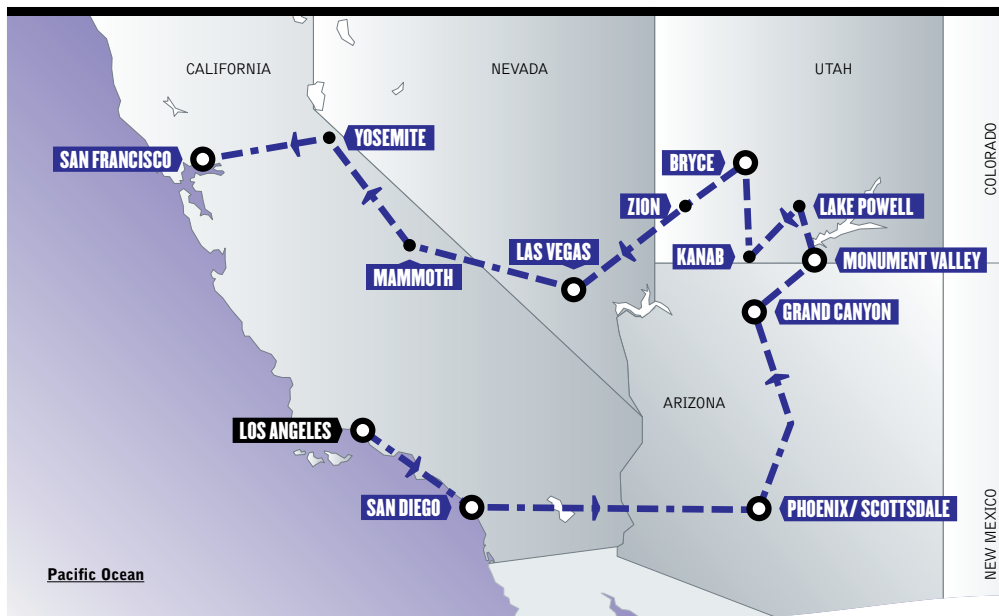 CALIFORNIA
NEVADA
UTAH
COLORADO
YOSEMITE
SAN FRANCISCO
BRYCE
ZION
LAKE POWELL
LAS VEGAS
KANAB
MONUMENT VALLEY
MAMMOTH
GRAND CANYON
ARIZONA
LOS ANGELES
SAN DIEGO
PHOENIX/ SCOTTSDALE
NEW MEXICO
Pacific Ocean